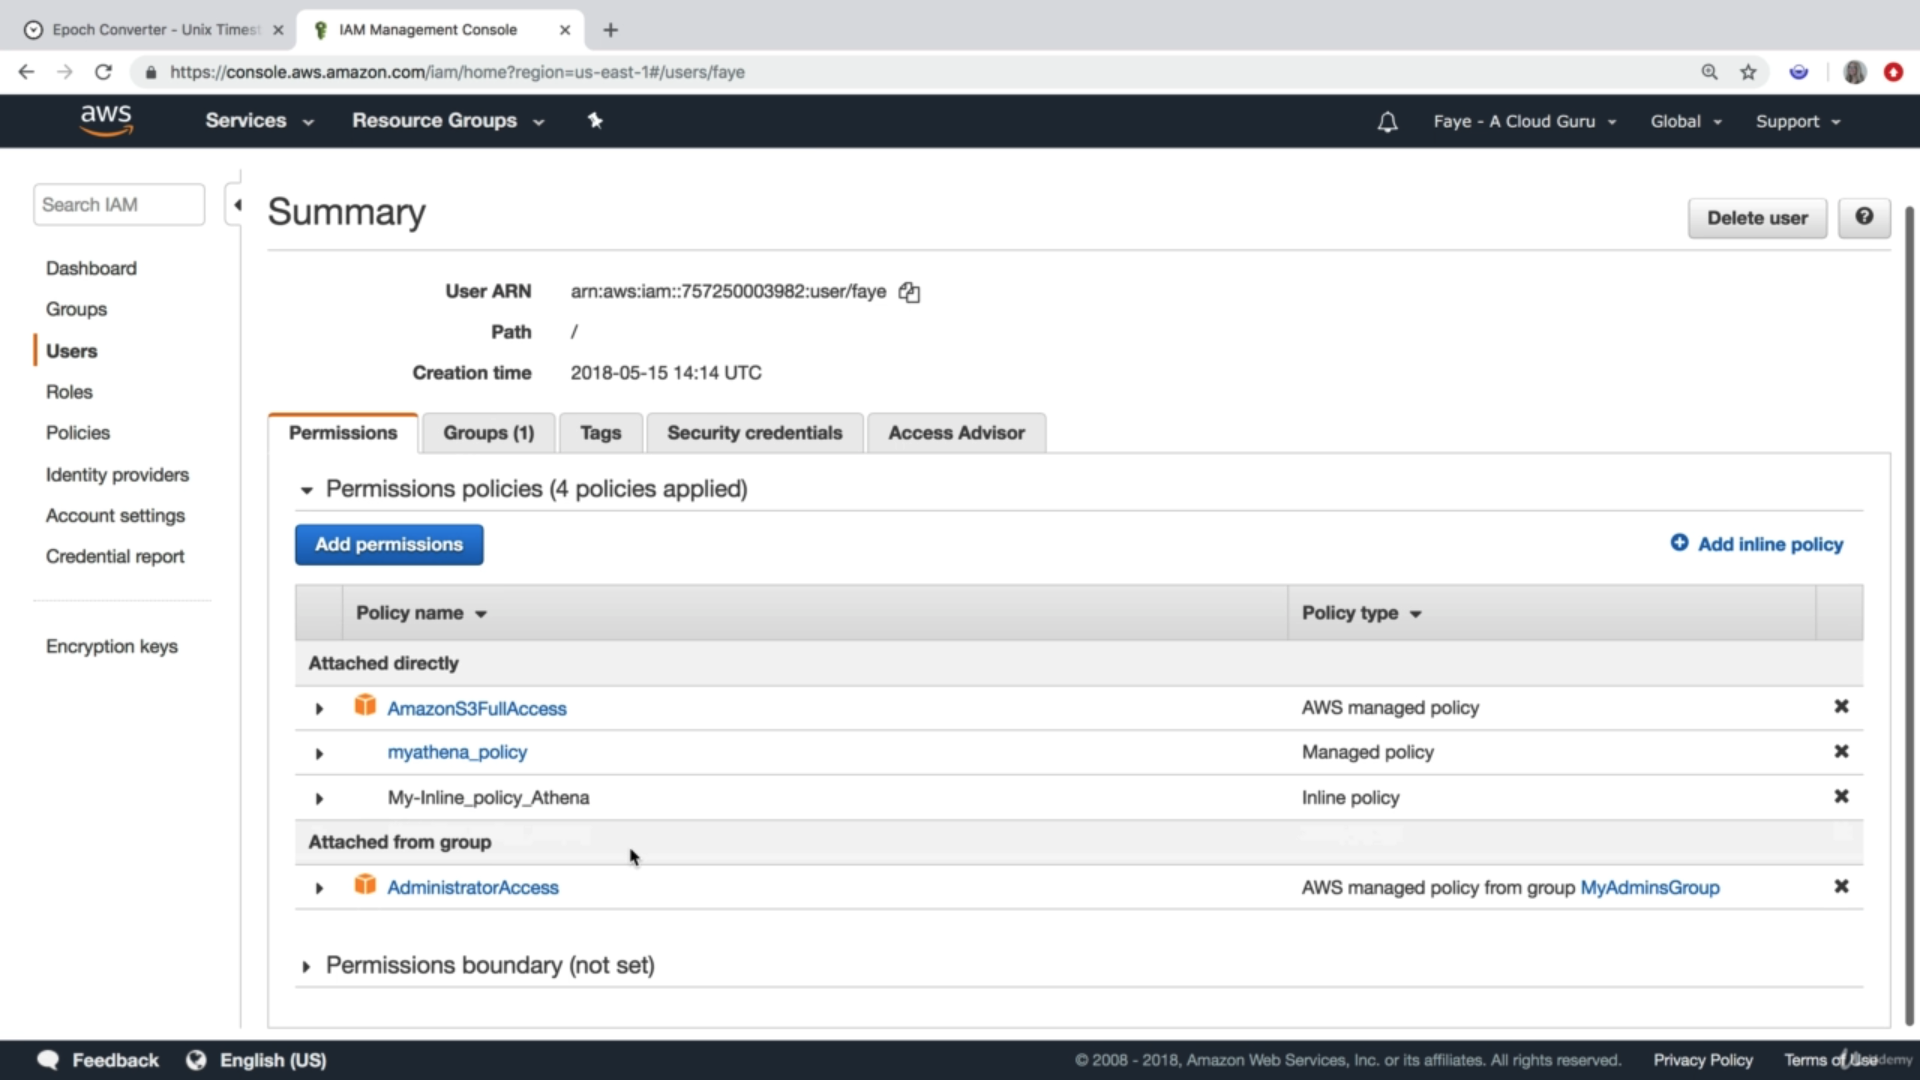 Epoch Converter - Unix Timest
IAM Management Console
https://console.aws.amazon.com/iam/home?region=us-east-1#/users/faye
aws
Services
Resource Groups
Faye - A Cloud Guru
Global
Support
Search IAM
Dashboard
Groups
Users
Roles
Policies
Identity providers
Account settings
Credential report
Encryption keys
Summary
Delete user
User ARN arn:aws:iam::757250003982:user/faye
Path /
Creation time 2018-05-15 14:14 UTC
Permissions
Groups (1)
Tags
Security credentials
Access Advisor
Permissions policies (4 policies applied)
Add permissions
Add inline policy
Policy name Policy type
Attached directly
AmazonS3FullAccess AWS managed policy
myathena_policy Managed policy
My-Inline_policy_Athena Inline policy
Attached from group
AdministratorAccess AWS managed policy from group MyAdminsGroup
Permissions boundary (not set)
Feedback
English (US)
© 2008 - 2018, Amazon Web Services, Inc. or its affiliates. All rights reserved.
Privacy Policy
Terms of Use